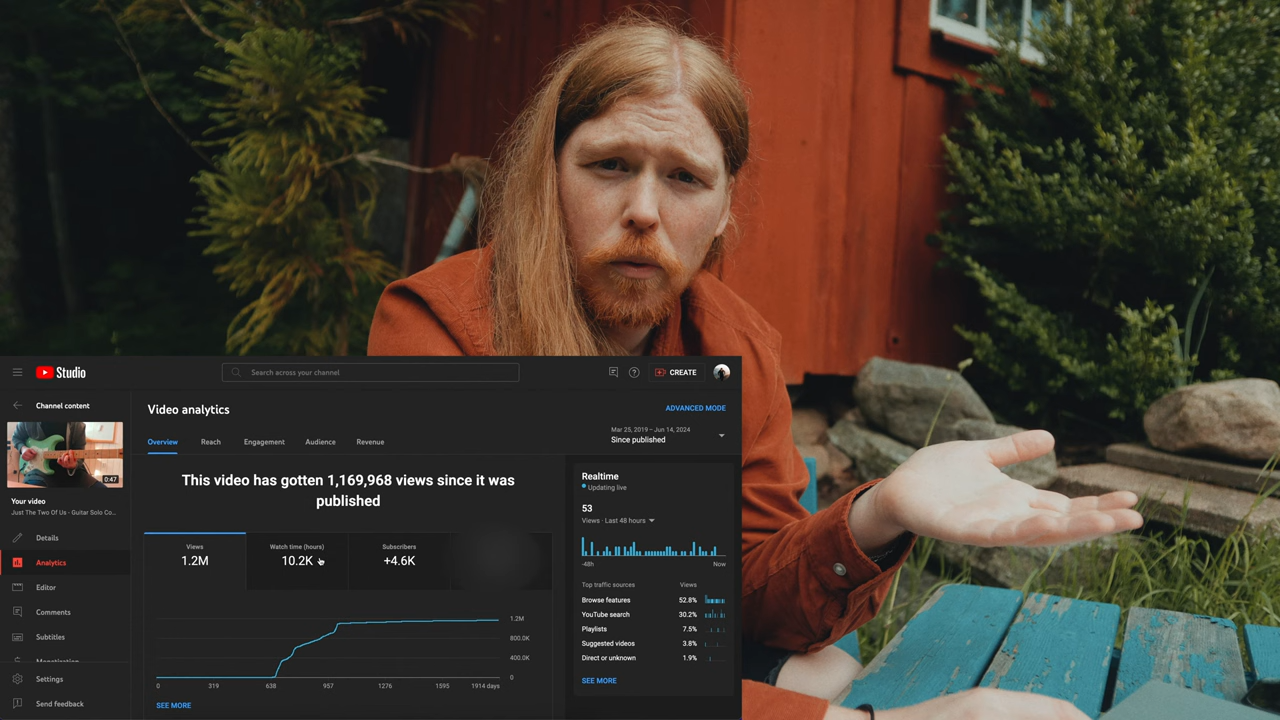 Studio
Search across your channel
CREATE
Channel content
0:47
Your video
Just The Two Of Us - Guitar Solo Co...
Details
Analytics
Editor
Comments
Subtitles
Monetization
Settings
Send feedback
Video analytics
ADVANCED MODE
Overview
Reach
Engagement
Audience
Revenue
Mar 25, 2019 – Jun 14, 2024
Since published
This video has gotten 1,169,968 views since it was
published
Views
1.2M
Watch time (hours)
10.2K
Subscribers
+4.6K
1.2M
800.0K
400.0K
0
0 319 638 957 1276 1595 1914 days
SEE MORE
Realtime
Updating live
53
Views · Last 48 hours
-48h Now
Top traffic sources Views
Browse features 52.8%
YouTube search 30.2%
Playlists 7.5%
Suggested videos 3.8%
Direct or unknown 1.9%
SEE MORE